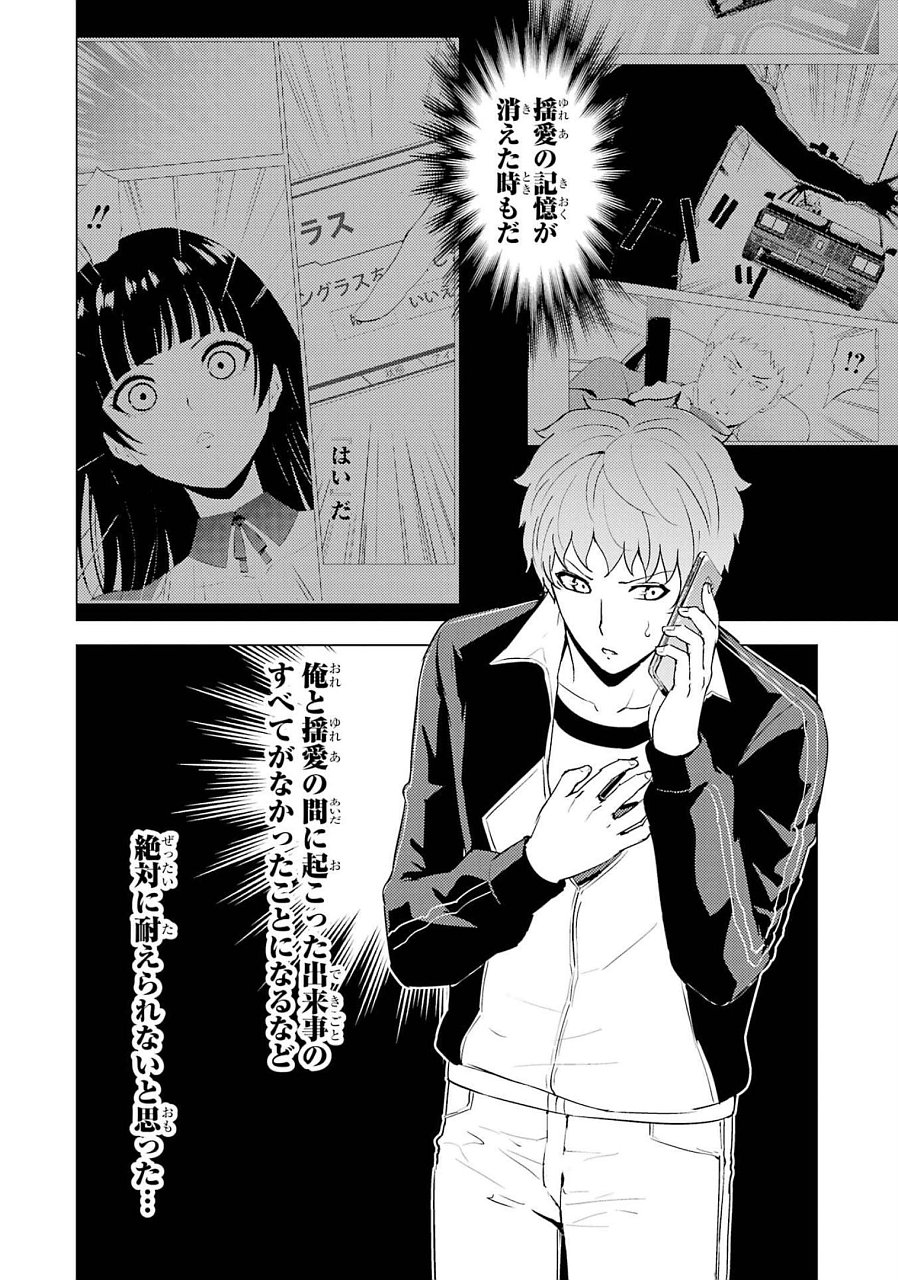 揺愛の記憶が
消えた時もだ
!?
!!
ラス
ングラスち
いいえ
アイ
『はい』だ
俺と揺愛の間に起こった出来事の
すべてがなかったことになるなど
絶対に耐えられないと思った…